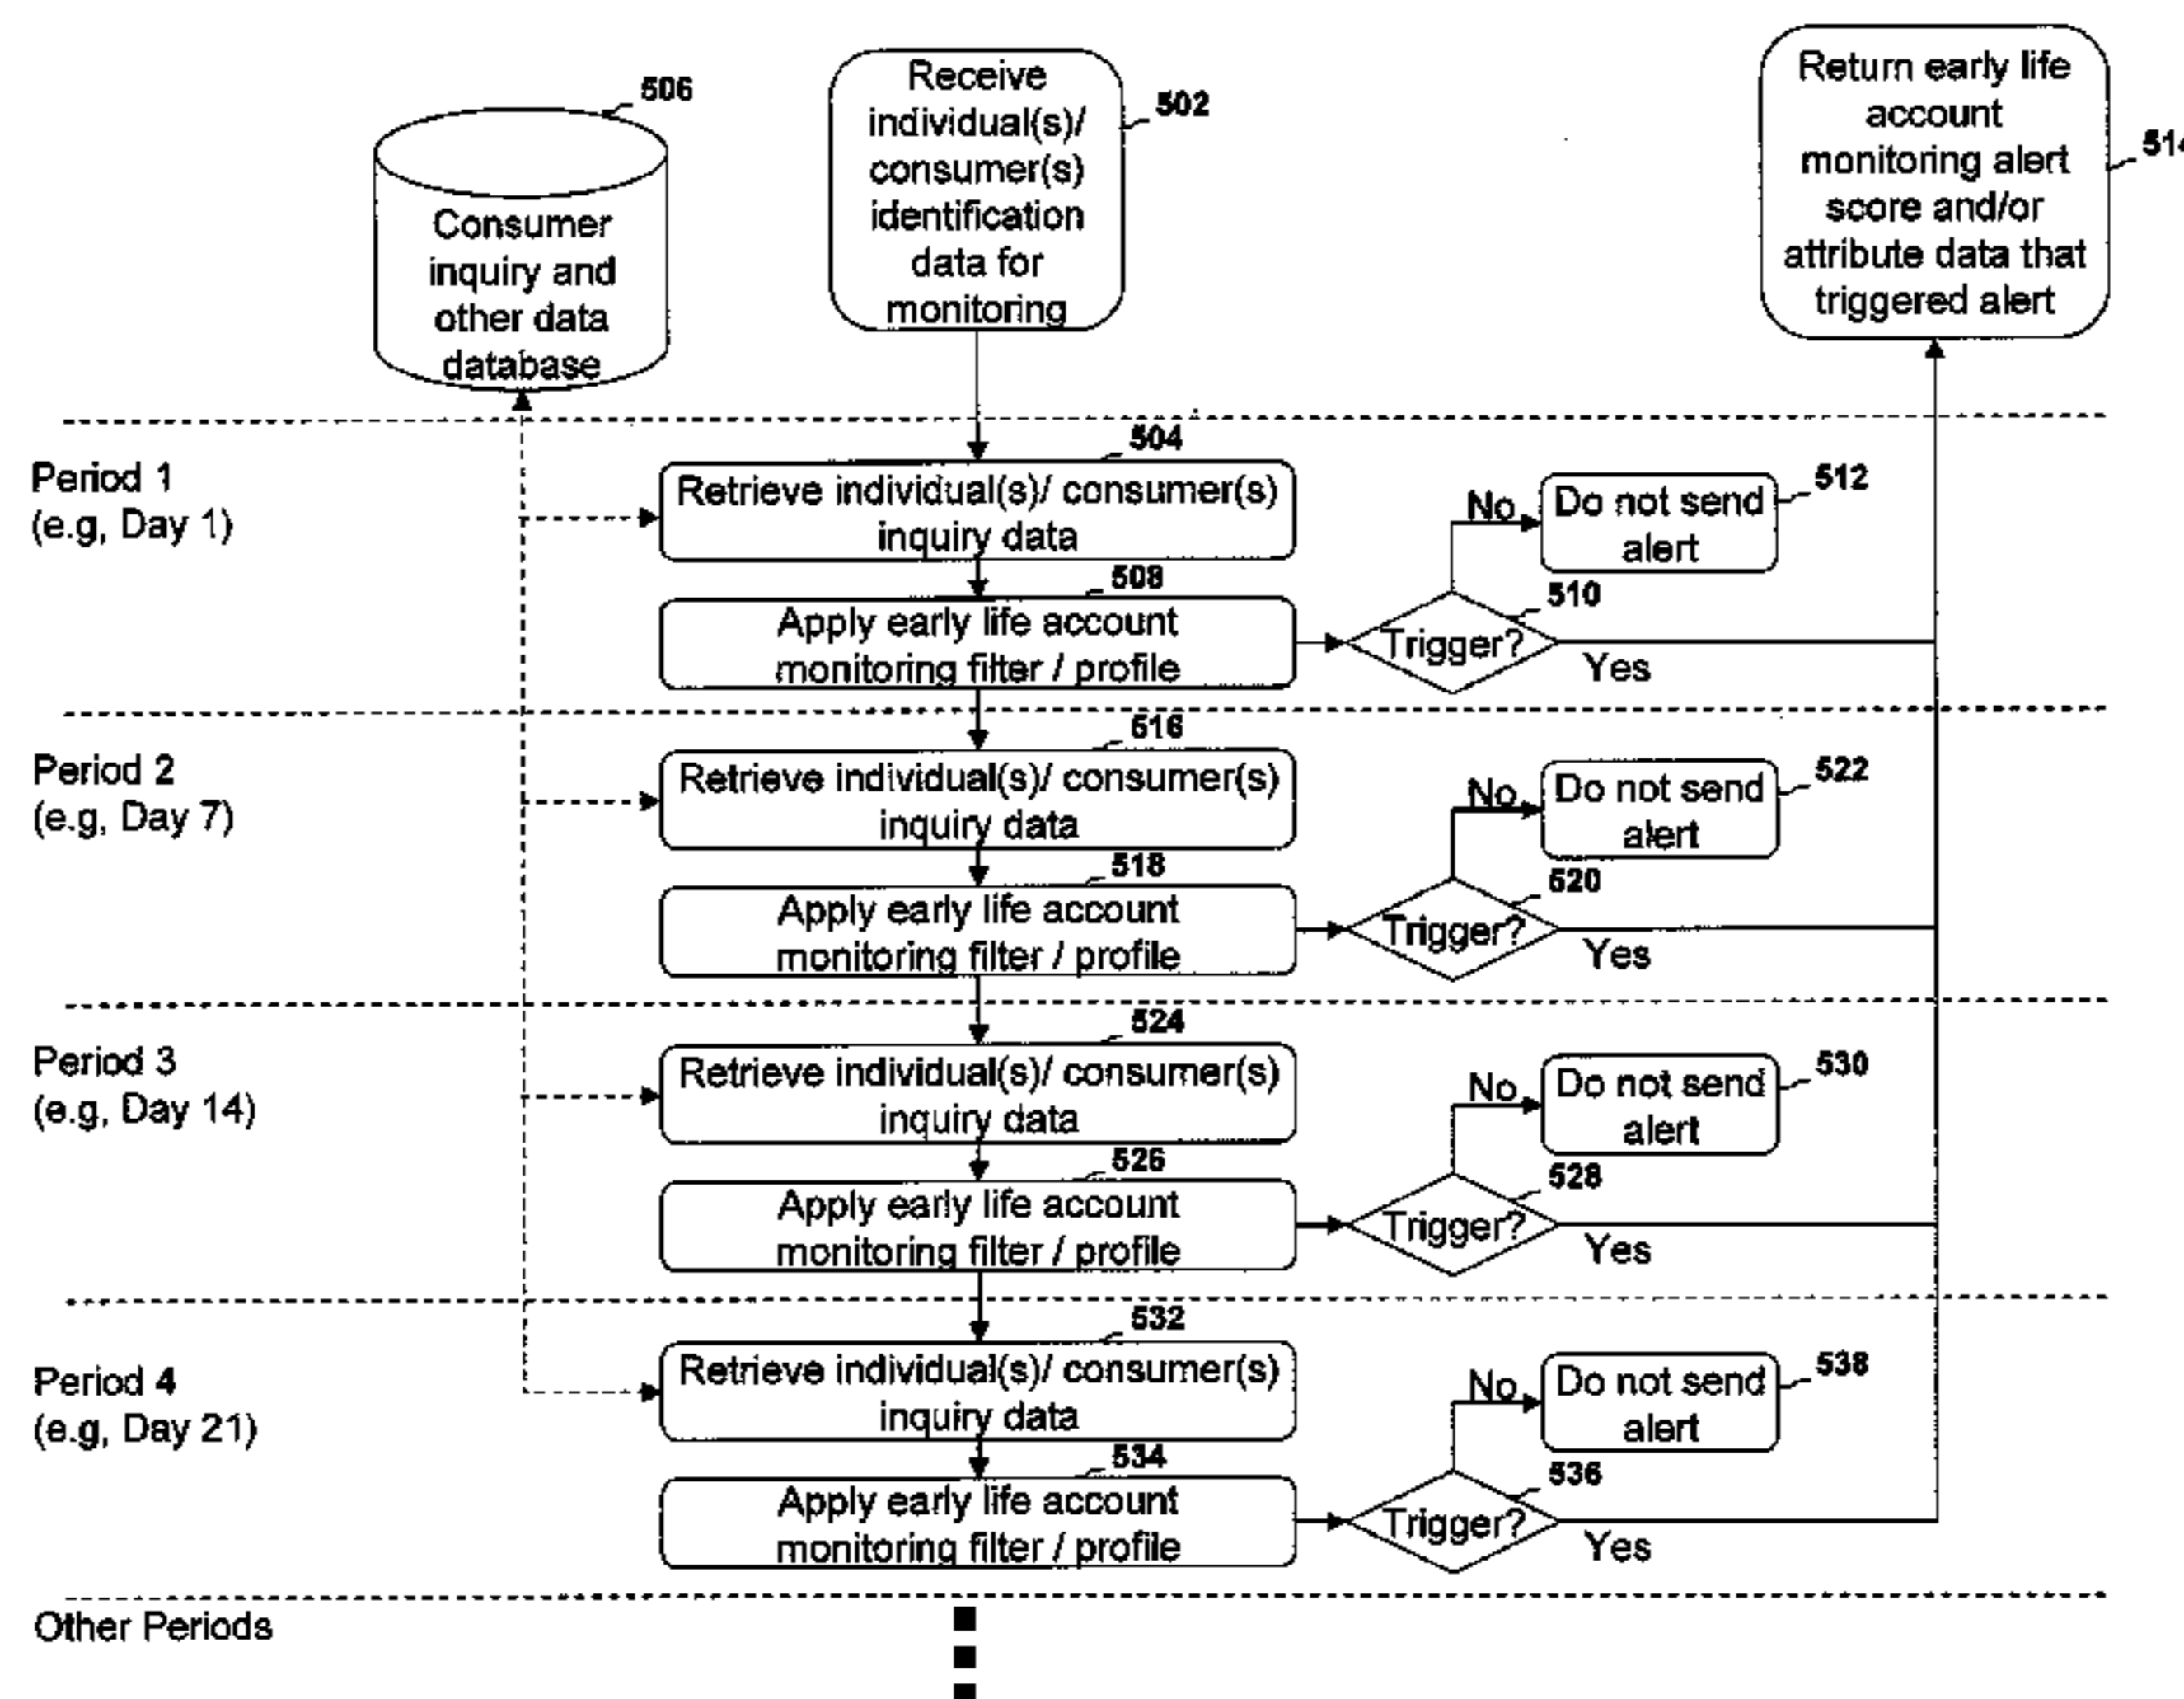 506
Consumer
inquiry and
other data
database
Receive
individual(s)/
consumer(s)
identification
data for
monitoring
502
Return early life
account
monitoring alert
score and/or
attribute data that
triggered alert
514
Period 1
(e.g, Day 1)
504
Retrieve individual(s)/ consumer(s)
inquiry data
508
Apply early life account
monitoring filter / profile
No
Do not send
alert
512
510
Trigger?
Yes
Period 2
(e.g, Day 7)
516
Retrieve individual(s)/ consumer(s)
inquiry data
518
Apply early life account
monitoring filter / profile
No
Do not send
alert
522
520
Trigger?
Yes
Period 3
(e.g, Day 14)
524
Retrieve individual(s)/ consumer(s)
inquiry data
526
Apply early life account
monitoring filter / profile
No
Do not send
alert
530
528
Trigger?
Yes
Period 4
(e.g, Day 21)
532
Retrieve individual(s)/ consumer(s)
inquiry data
534
Apply early life account
monitoring filter / profile
No
Do not send
alert
538
536
Trigger?
Yes
Other Periods